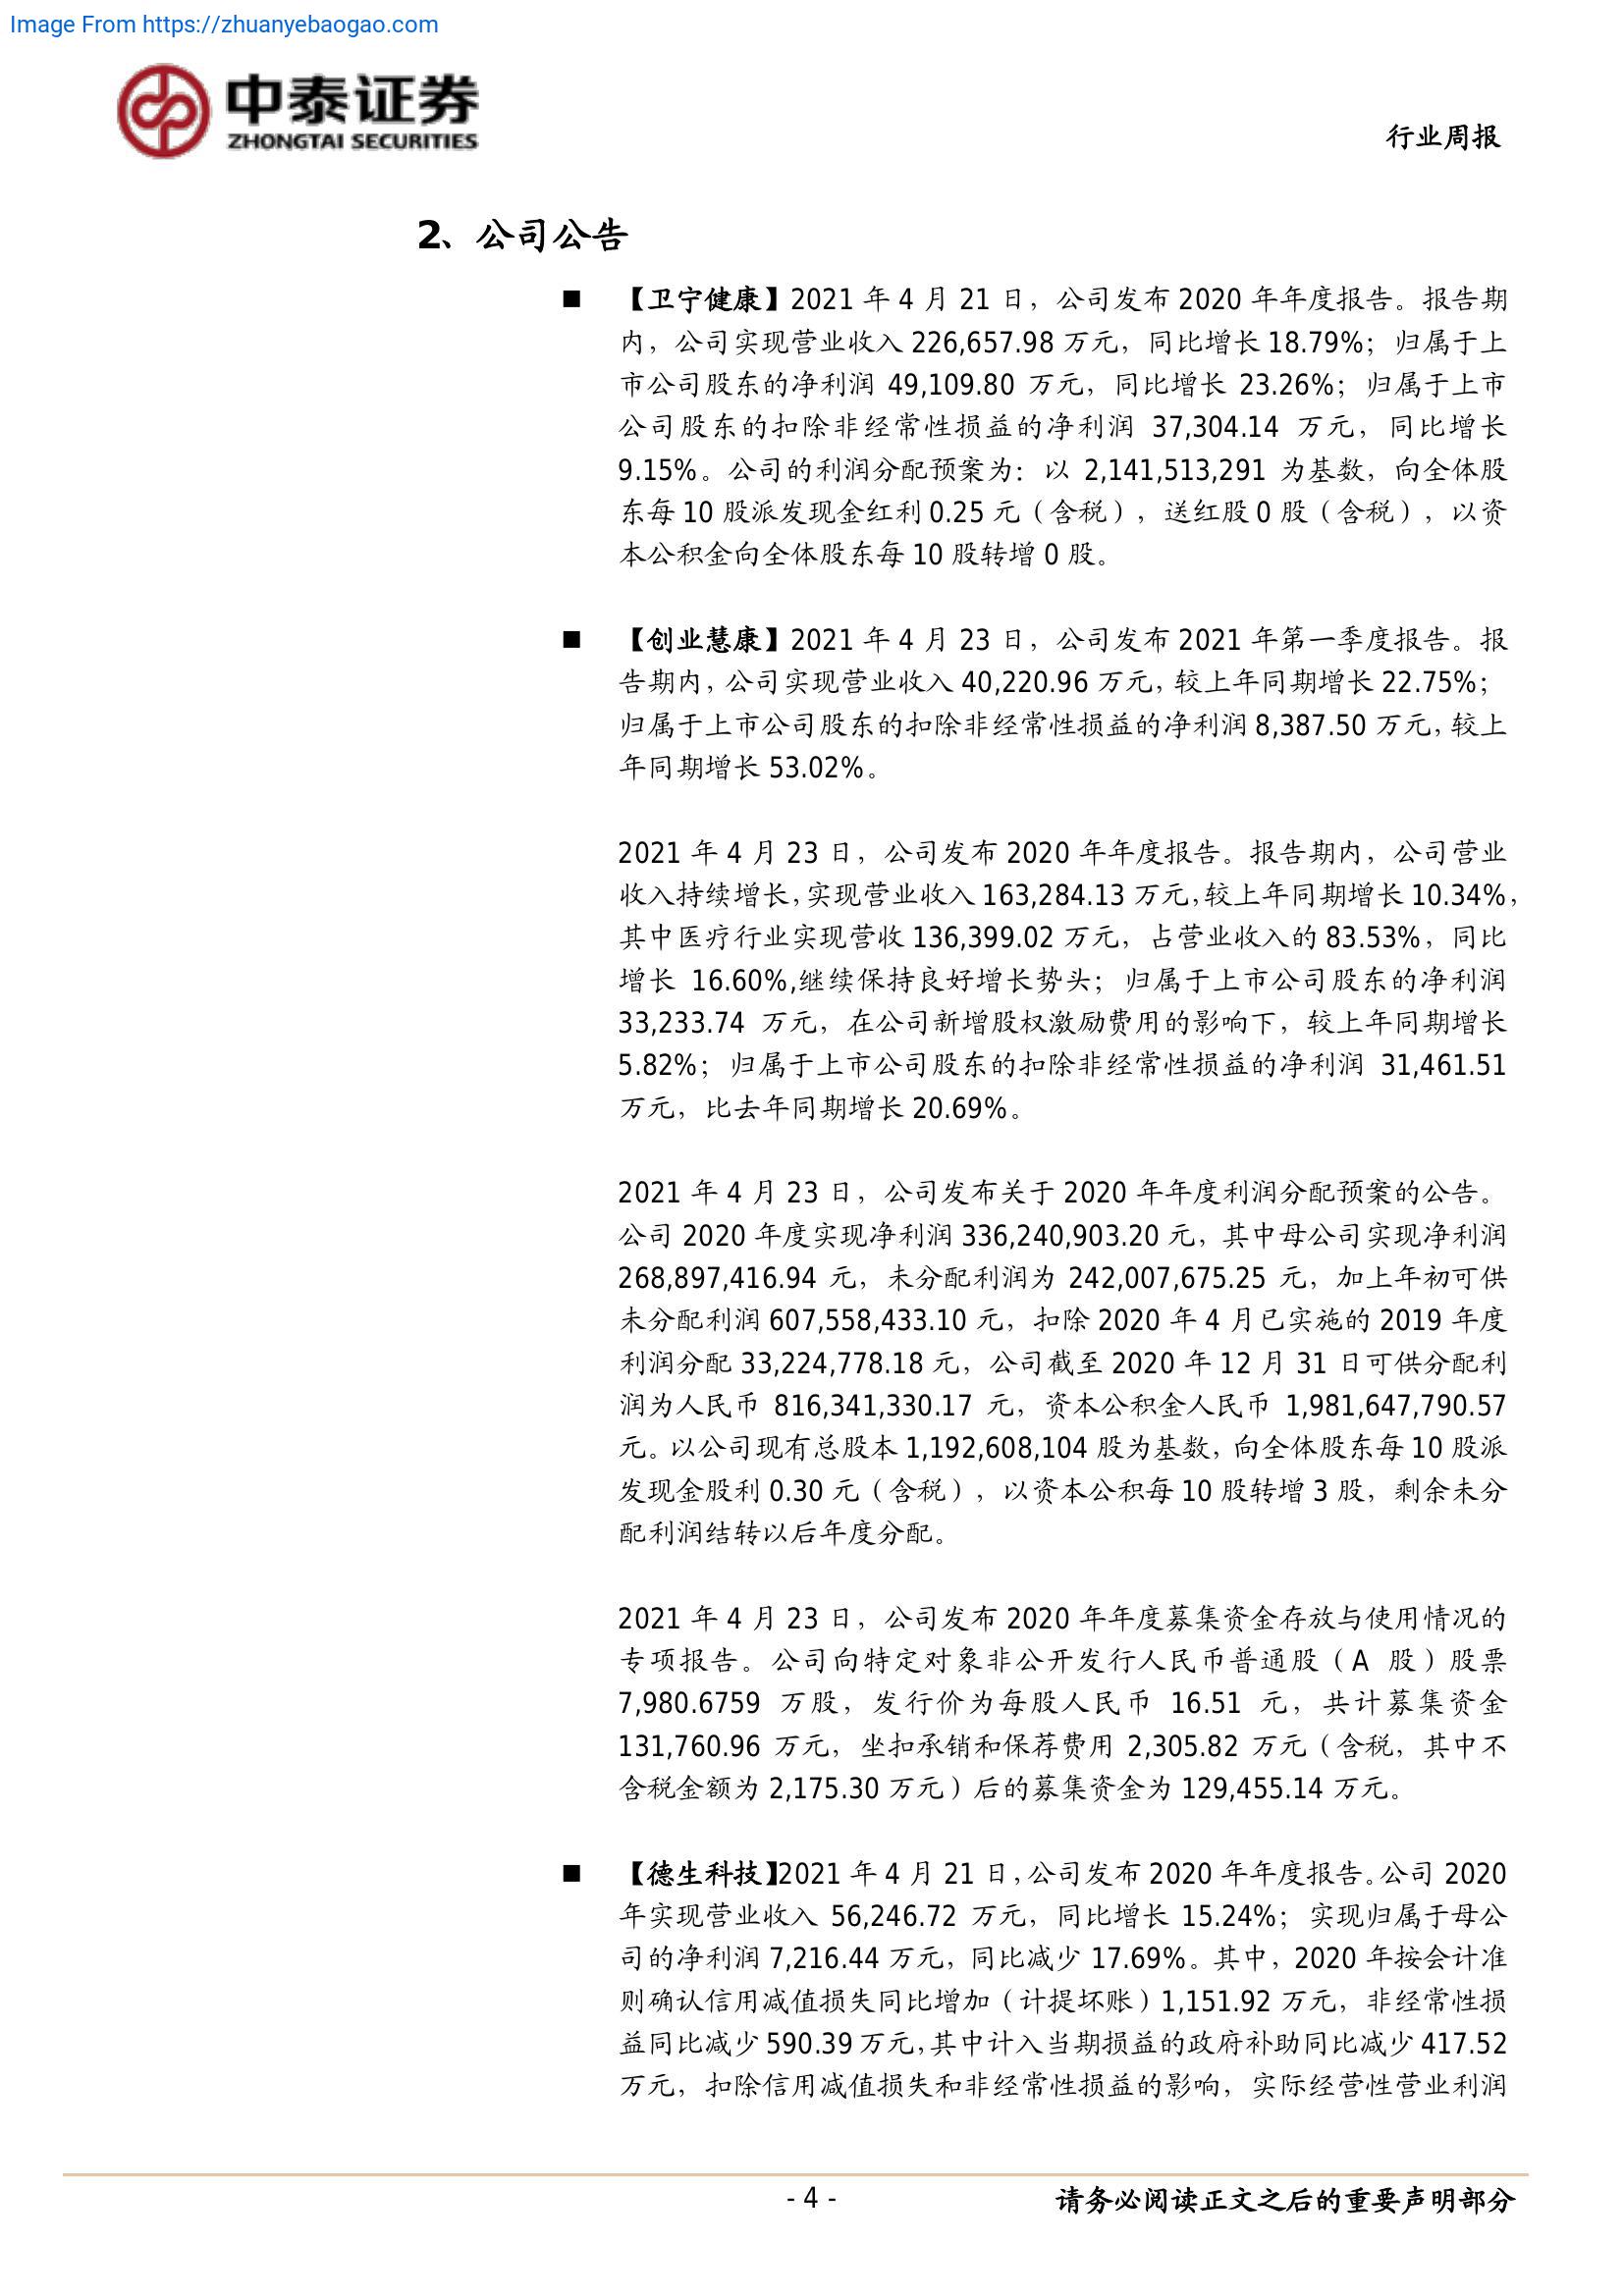 Image From https://zhuanyebaogao.com
中泰证券
ZHONGTAI SECURITIES
行业周报
2、公司公告
■ 【卫宁健康】2021 年 4 月 21 日，公司发布 2020 年年度报告。报告期
内，公司实现营业收入 226,657.98 万元，同比增长 18.79%；归属于上
市公司股东的净利润 49,109.80 万元，同比增长 23.26%；归属于上市
公司股东的扣除非经常性损益的净利润 37,304.14 万元，同比增长
9.15%。公司的利润分配预案为：以 2,141,513,291 为基数，向全体股
东每 10 股派发现金红利 0.25 元（含税），送红股 0 股（含税），以资
本公积金向全体股东每 10 股转增 0 股。
■ 【创业慧康】2021 年 4 月 23 日，公司发布 2021 年第一季度报告。报
告期内，公司实现营业收入 40,220.96 万元，较上年同期增长 22.75%；
归属于上市公司股东的扣除非经常性损益的净利润 8,387.50 万元，较上
年同期增长 53.02%。
2021 年 4 月 23 日，公司发布 2020 年年度报告。报告期内，公司营业
收入持续增长，实现营业收入 163,284.13 万元，较上年同期增长 10.34%，
其中医疗行业实现营收 136,399.02 万元，占营业收入的 83.53%，同比
增长 16.60%,继续保持良好增长势头；归属于上市公司股东的净利润
33,233.74 万元，在公司新增股权激励费用的影响下，较上年同期增长
5.82%；归属于上市公司股东的扣除非经常性损益的净利润 31,461.51
万元，比去年同期增长 20.69%。
2021 年 4 月 23 日，公司发布关于 2020 年年度利润分配预案的公告。
公司 2020 年度实现净利润 336,240,903.20 元，其中母公司实现净利润
268,897,416.94 元，未分配利润为 242,007,675.25 元，加上年初可供
未分配利润 607,558,433.10 元，扣除 2020 年 4 月已实施的 2019 年度
利润分配 33,224,778.18 元，公司截至 2020 年 12 月 31 日可供分配利
润为人民币 816,341,330.17 元，资本公积金人民币 1,981,647,790.57
元。以公司现有总股本 1,192,608,104 股为基数，向全体股东每 10 股派
发现金股利 0.30 元（含税），以资本公积每 10 股转增 3 股，剩余未分
配利润结转以后年度分配。
2021 年 4 月 23 日，公司发布 2020 年年度募集资金存放与使用情况的
专项报告。公司向特定对象非公开发行人民币普通股（A 股）股票
7,980.6759 万股，发行价为每股人民币 16.51 元，共计募集资金
131,760.96 万元，坐扣承销和保荐费用 2,305.82 万元（含税，其中不
含税金额为 2,175.30 万元）后的募集资金为 129,455.14 万元。
■ 【德生科技】2021 年 4 月 21 日，公司发布 2020 年年度报告。公司 2020
年实现营业收入 56,246.72 万元，同比增长 15.24%；实现归属于母公
司的净利润 7,216.44 万元，同比减少 17.69%。其中，2020 年按会计准
则确认信用减值损失同比增加（计提坏账）1,151.92 万元，非经常性损
益同比减少 590.39 万元，其中计入当期损益的政府补助同比减少 417.52
万元，扣除信用减值损失和非经常性损益的影响，实际经营性营业利润
- 4 -
请务必阅读正文之后的重要声明部分